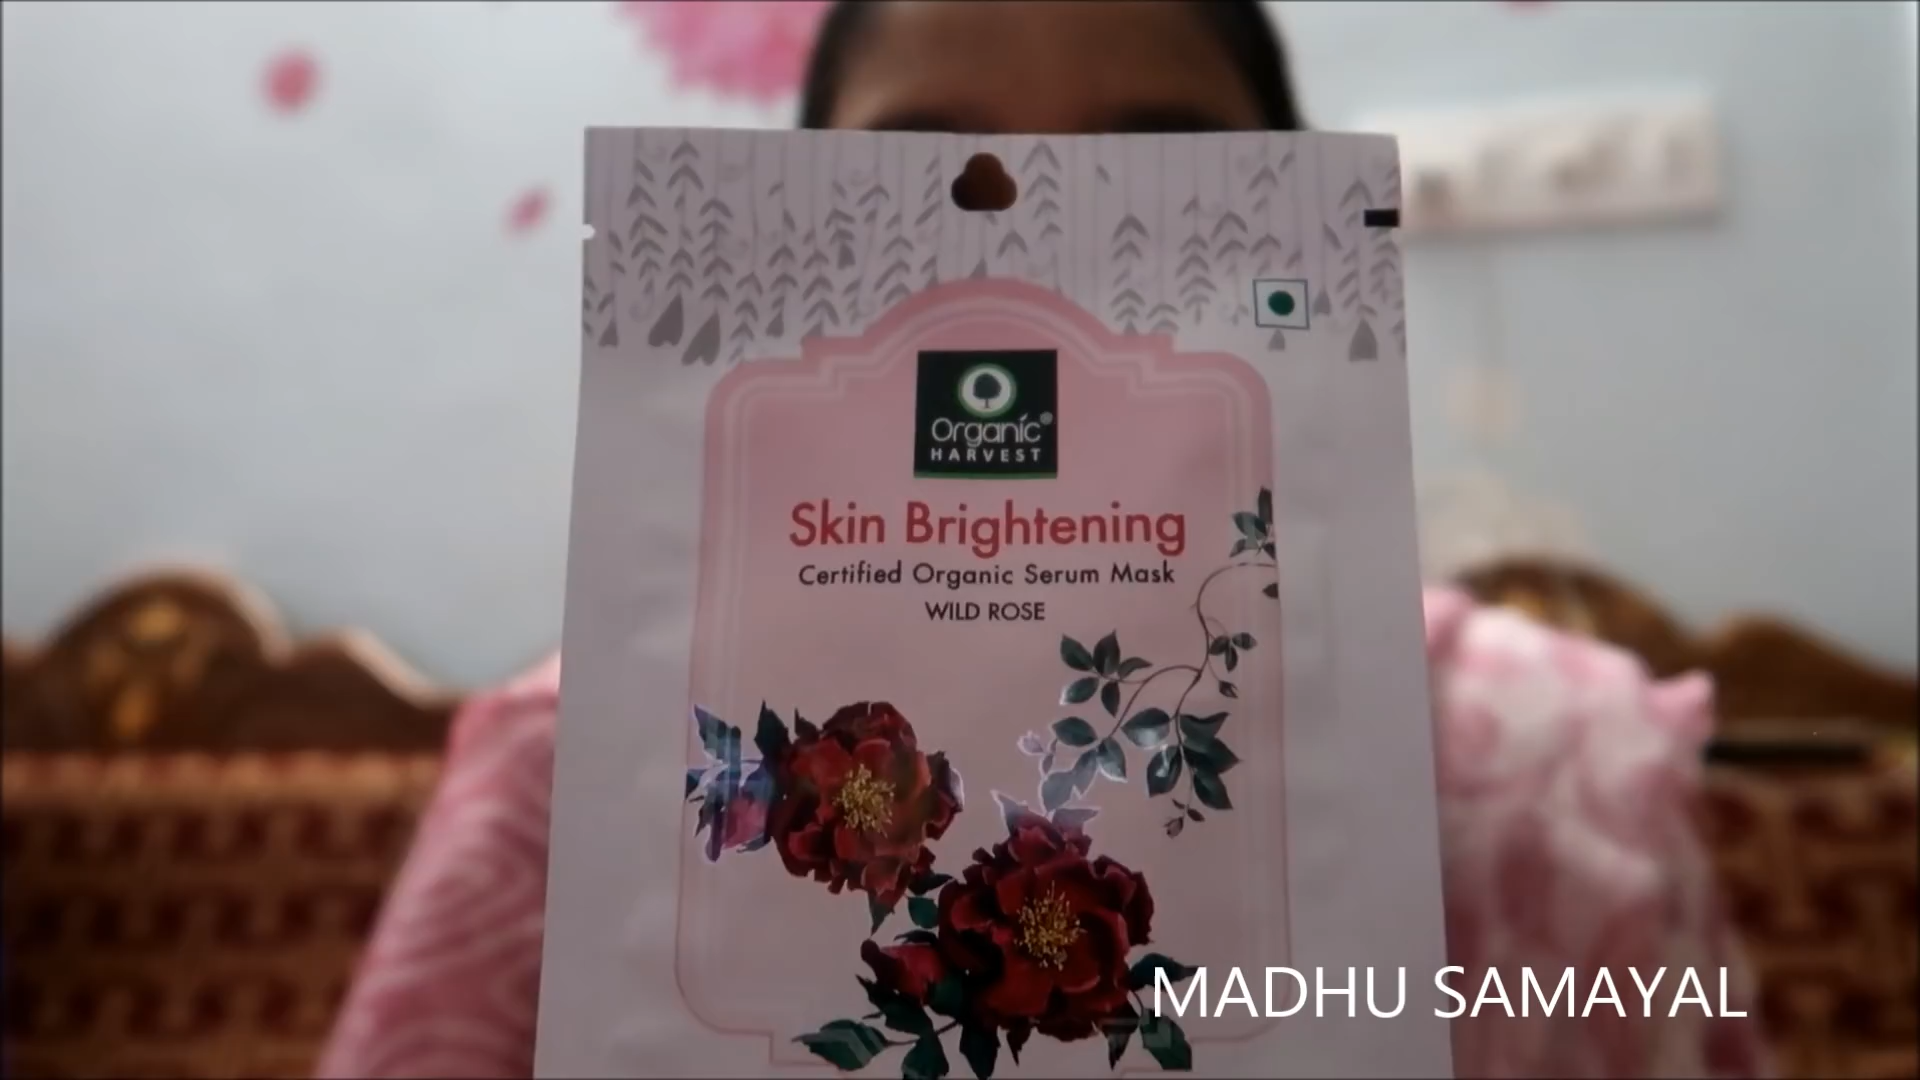 Organic®
HARVEST
Skin Brightening
Certified Organic Serum Mask
WILD ROSE
MADHU SAMAYAL